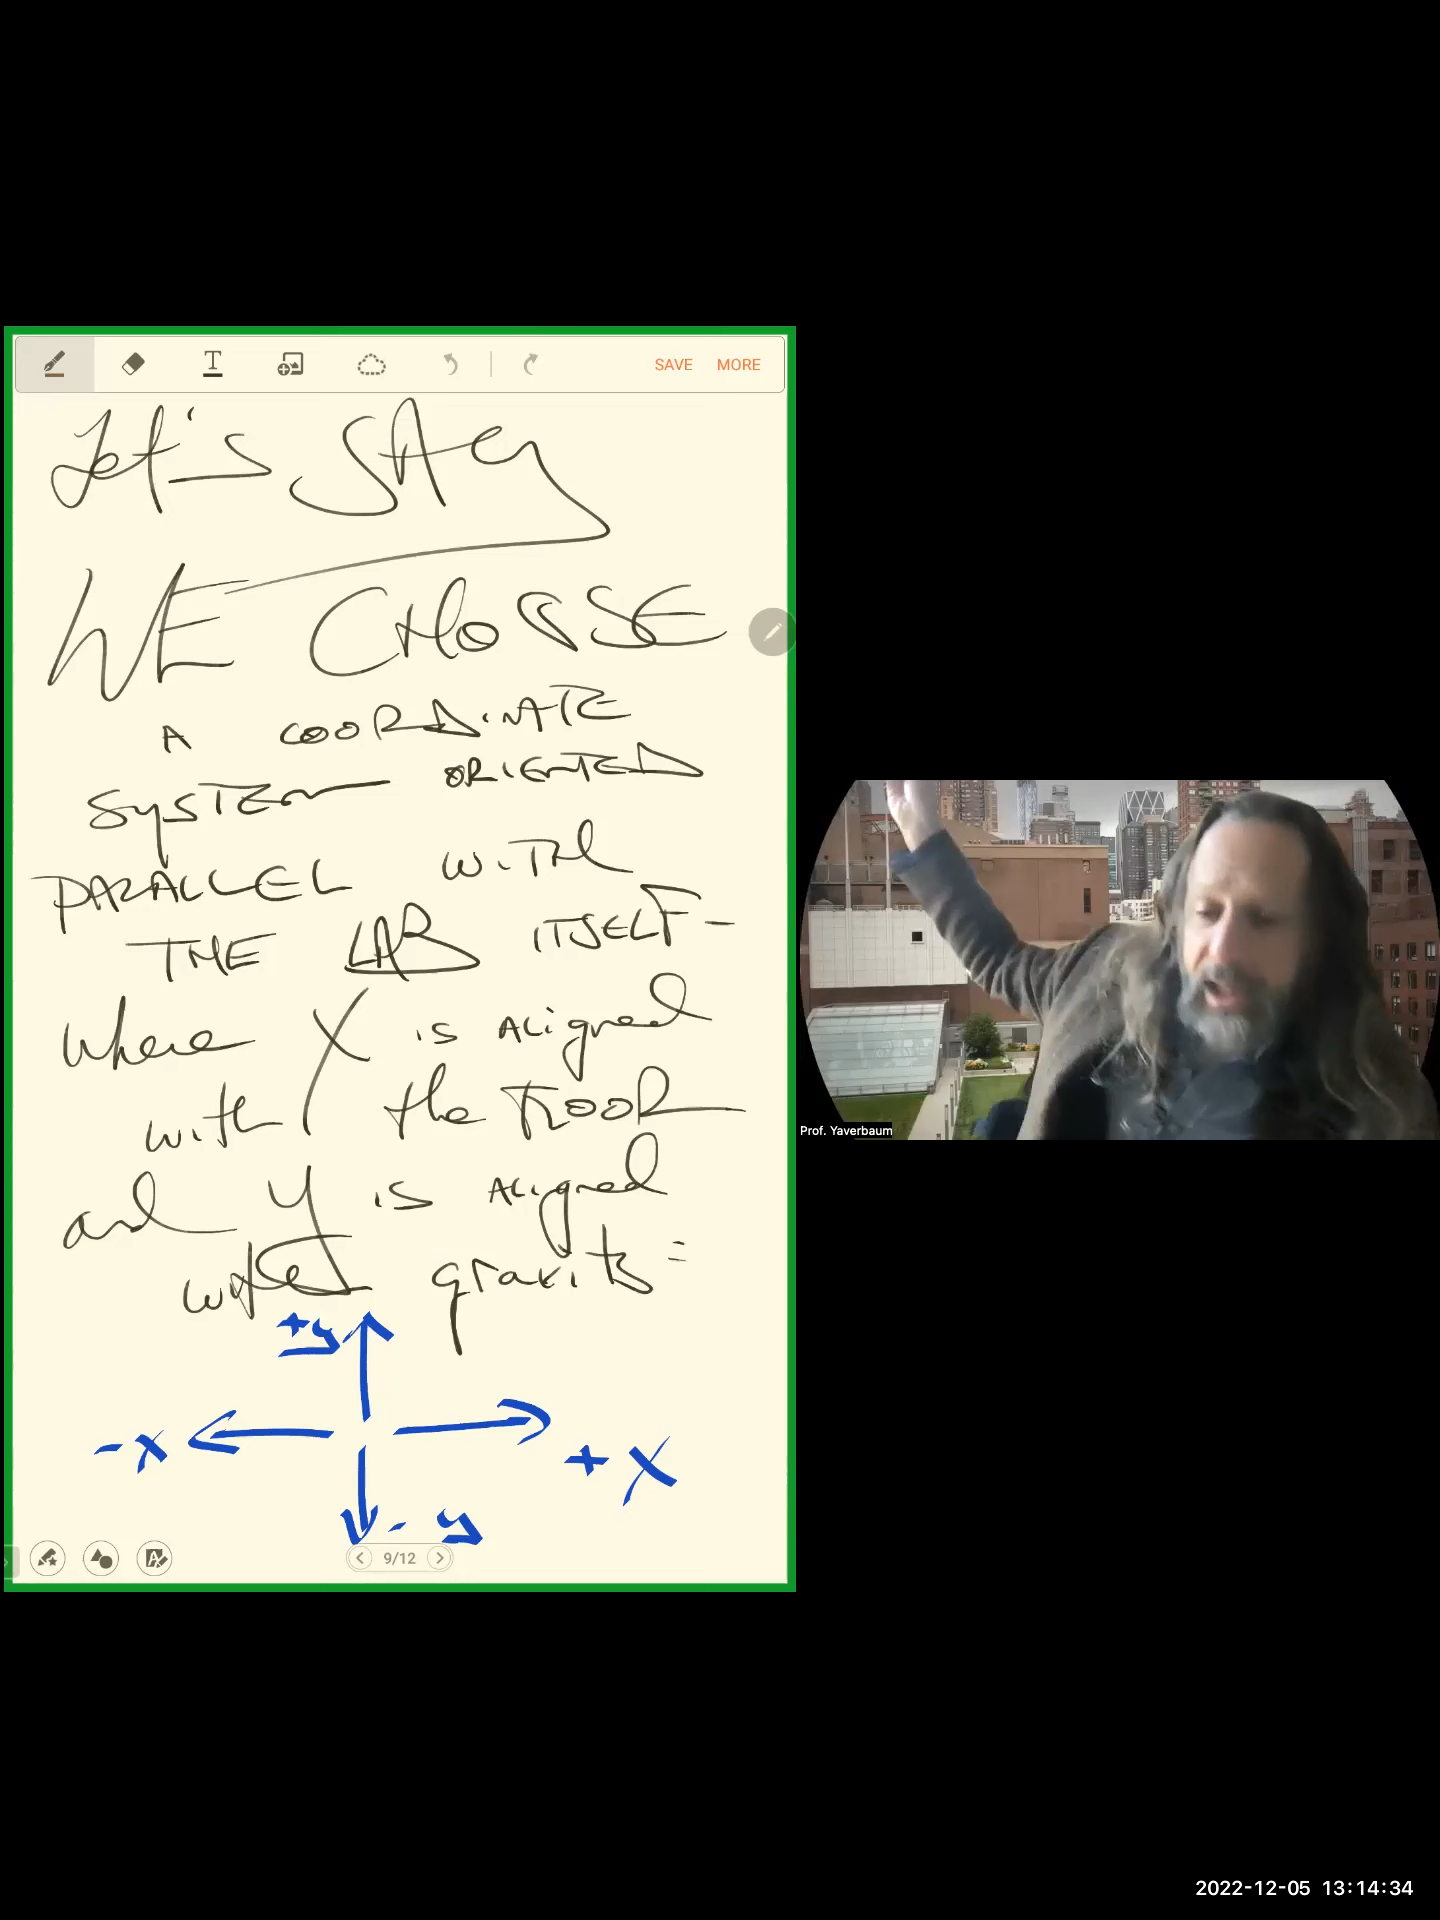 T
SAVE
MORE
Let's SAy
WE CHOOSE
A COORDINATE
SYSTEM ORIENTED
PARALLEL WITH
THE LAB ITSELF-
where X is ALigned
with the FLOOR
and y is ALigned
with gravity =
+y
-x
+ X
- y
9/12
Prof. Yaverbaum
2022-12-05 13:14:34